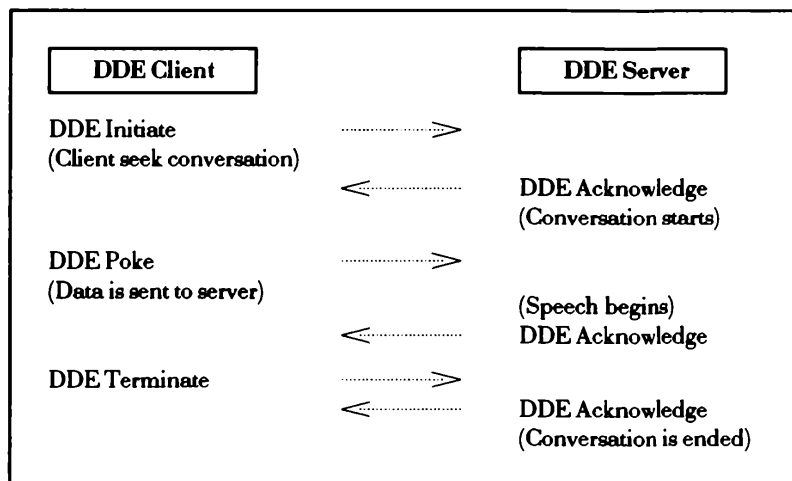 DDE Client
DDE Server
DDE Initiate
(Client seek conversation)
DDE Acknowledge
(Conversation starts)
DDE Poke
(Data is sent to server)
(Speech begins)
DDE Acknowledge
DDE Terminate
DDE Acknowledge
(Conversation is ended)